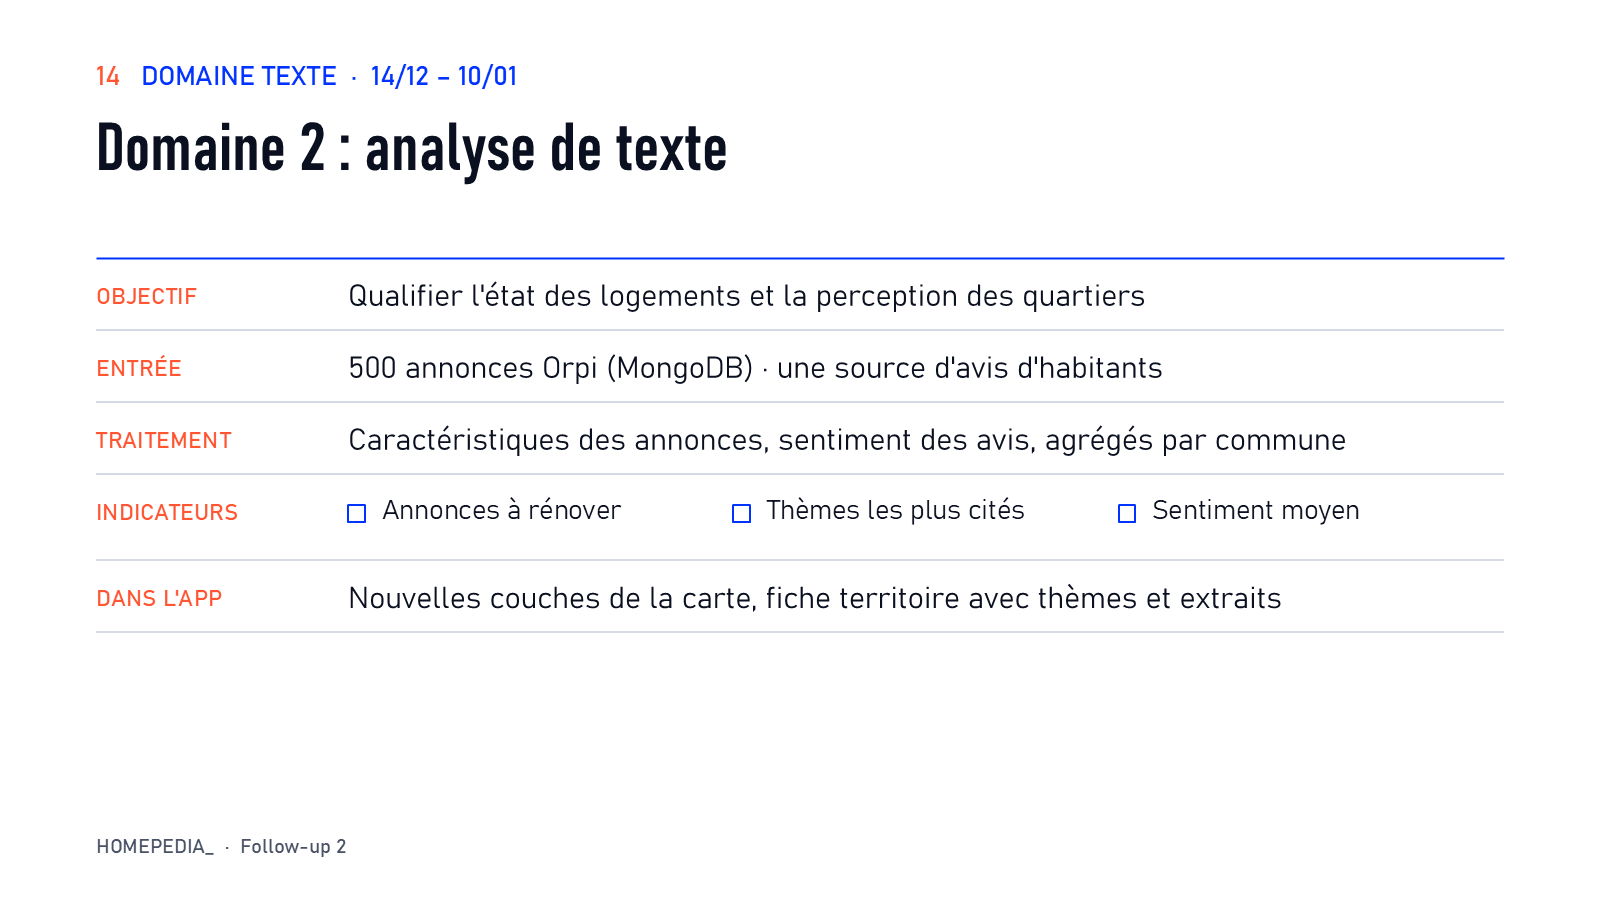 14 DOMAINE TEXTE · 14/12 – 10/01
Domaine 2 : analyse de texte
OBJECTIF Qualifier l'état des logements et la perception des quartiers
ENTRÉE 500 annonces Orpi (MongoDB) · une source d'avis d'habitants
TRAITEMENT Caractéristiques des annonces, sentiment des avis, agrégés par commune
INDICATEURS Annonces à rénover Thèmes les plus cités Sentiment moyen
DANS L'APP Nouvelles couches de la carte, fiche territoire avec thèmes et extraits
HOMEPEDIA_ · Follow-up 2